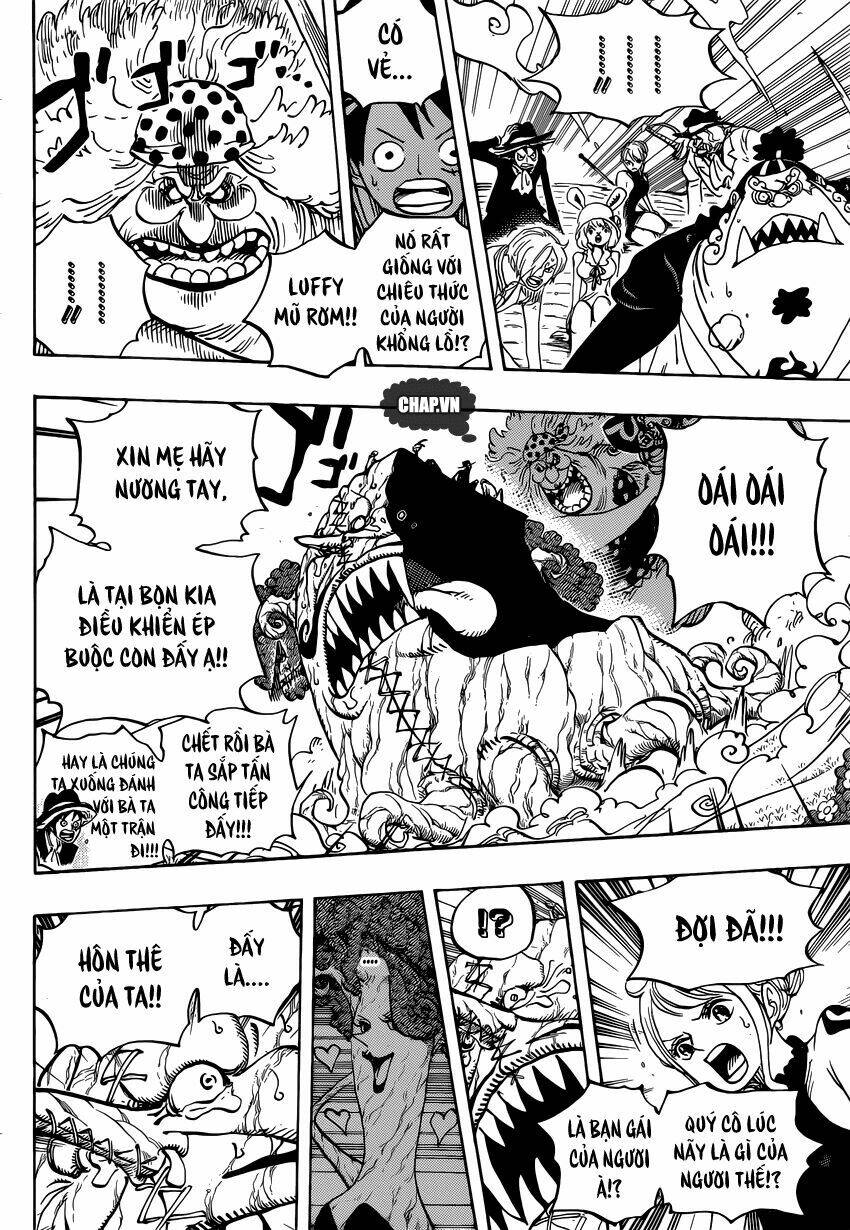 CÓ
VẺ...
NÓ RẤT
GIỐNG VỚI
CHIÊU THỨC
CỦA NGƯỜI
KHỔNG LỒ!?
LUFFY
MŨ RƠM!!
CHAP.VN
OÁI OÁI
OÁI!!!
XIN MẸ HÃY
NƯƠNG TAY,
LÀ TẠI BỌN KIA
ĐIỀU KHIỂN ÉP
BUỘC CON ĐẤY Ạ!!
CHẾT RỒI BÀ
TA SẮP TẤN
CÔNG TIẾP
ĐẤY!!!
HAY LÀ CHÚNG
TA XUỐNG ĐÁNH
VỚI BÀ TA
MỘT TRẬN
ĐI!!!
ĐỢI ĐÃ!!!
QUÝ CÔ LÚC
NÃY LÀ GÌ CỦA
NGƯƠI THẾ!?
LÀ BẠN GÁI
CỦA NGƯƠI
À!?
!?
....
ĐẤY
LÀ....
HÔN THÊ
CỦA TA!!